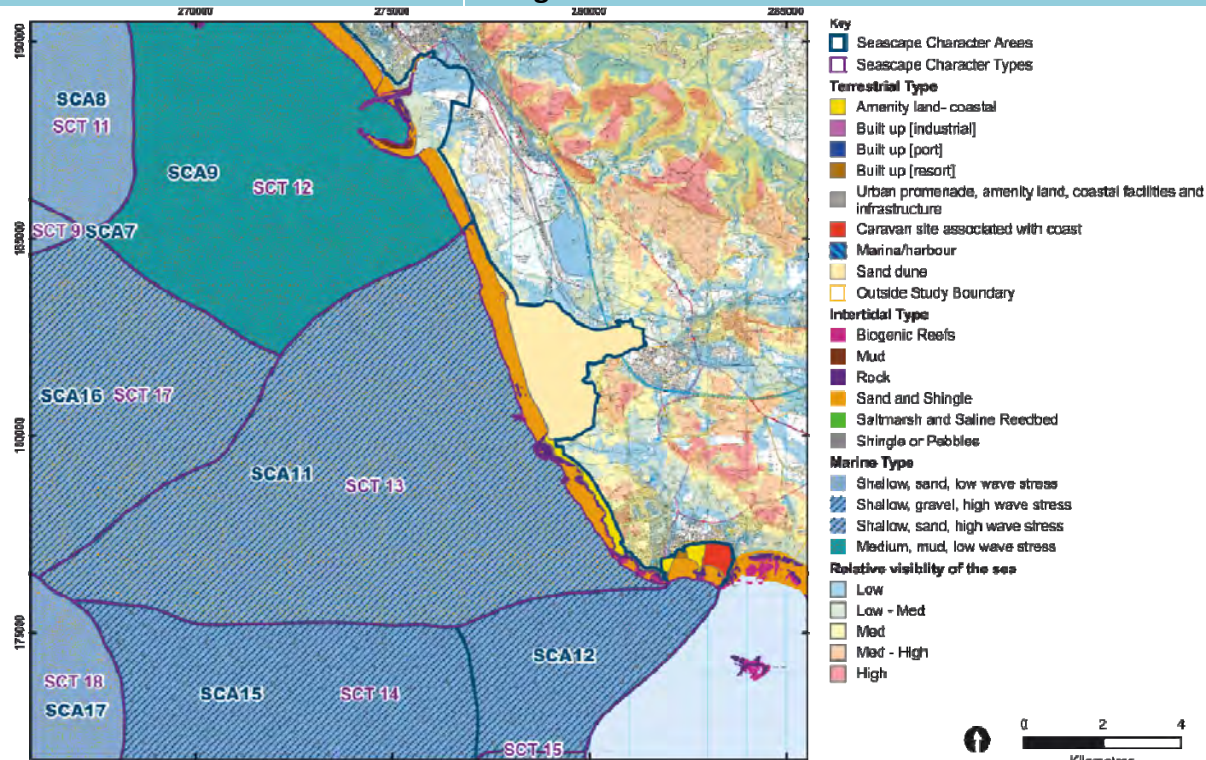 270000 275000 280000 285000
190000
185000
180000
175000
SCA8
SCT 11
SCA9
SCT 12
SCT 9
SCA7
SCA16 SCT 17
SCA11
SCT 13
SCT 18
SCA17
SCA15
SCT 14
SCA12
SCT 15
Key
Seascape Character Areas
Seascape Character Types
Terrestrial Type
Amenity land- coastal
Built up [industrial]
Built up [port]
Built up [resort]
Urban promenade, amenity land, coastal facilities and
infrastructure
Caravan site associated with coast
Marina/harbour
Sand dune
Outside Study Boundary
Intertidal Type
Biogenic Reefs
Mud
Rock
Sand and Shingle
Saltmarsh and Saline Reedbed
Shingle or Pebbles
Marine Type
Shallow, sand, low wave stress
Shallow, gravel, high wave stress
Shallow, sand, high wave stress
Medium, mud, low wave stress
Relative visiblity of the sea
Low
Low - Med
Med
Med - High
High
0 2 4
Kilometres